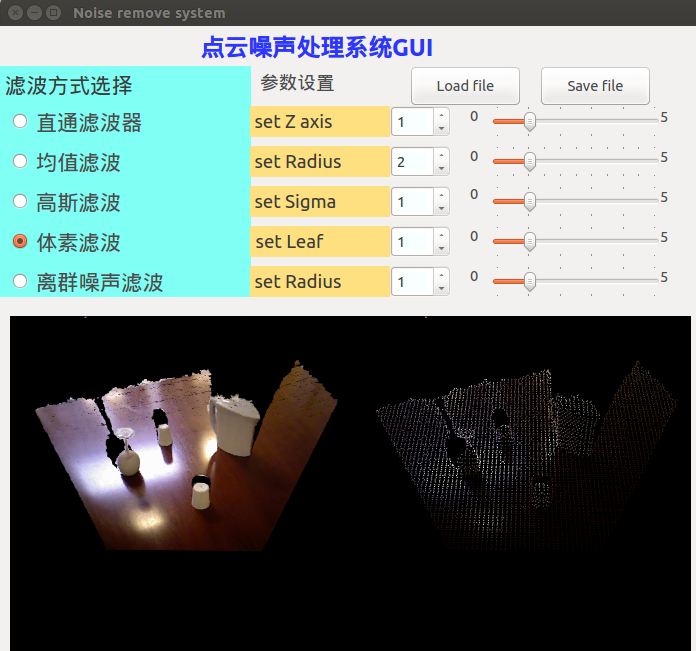 Noise remove system
点云噪声处理系统GUI
滤波方式选择 参数设置 Load file Save file
直通滤波器 set Z axis 1 0 5
均值滤波 set Radius 2 0 5
高斯滤波 set Sigma 1 0 5
体素滤波 set Leaf 1 0 5
离群噪声滤波 set Radius 1 0 5